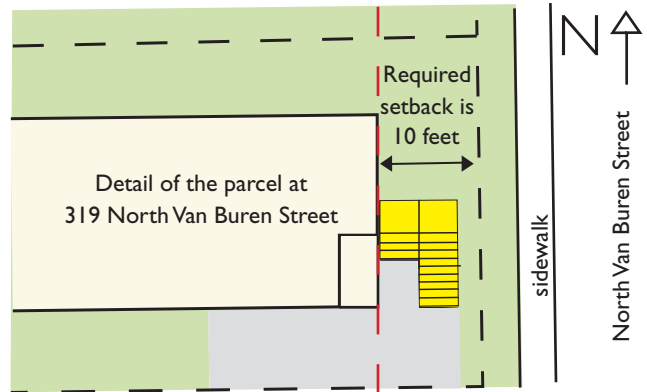 Required
setback is
10 feet
Detail of the parcel at
319 North Van Buren Street
sidewalk
N
North Van Buren Street